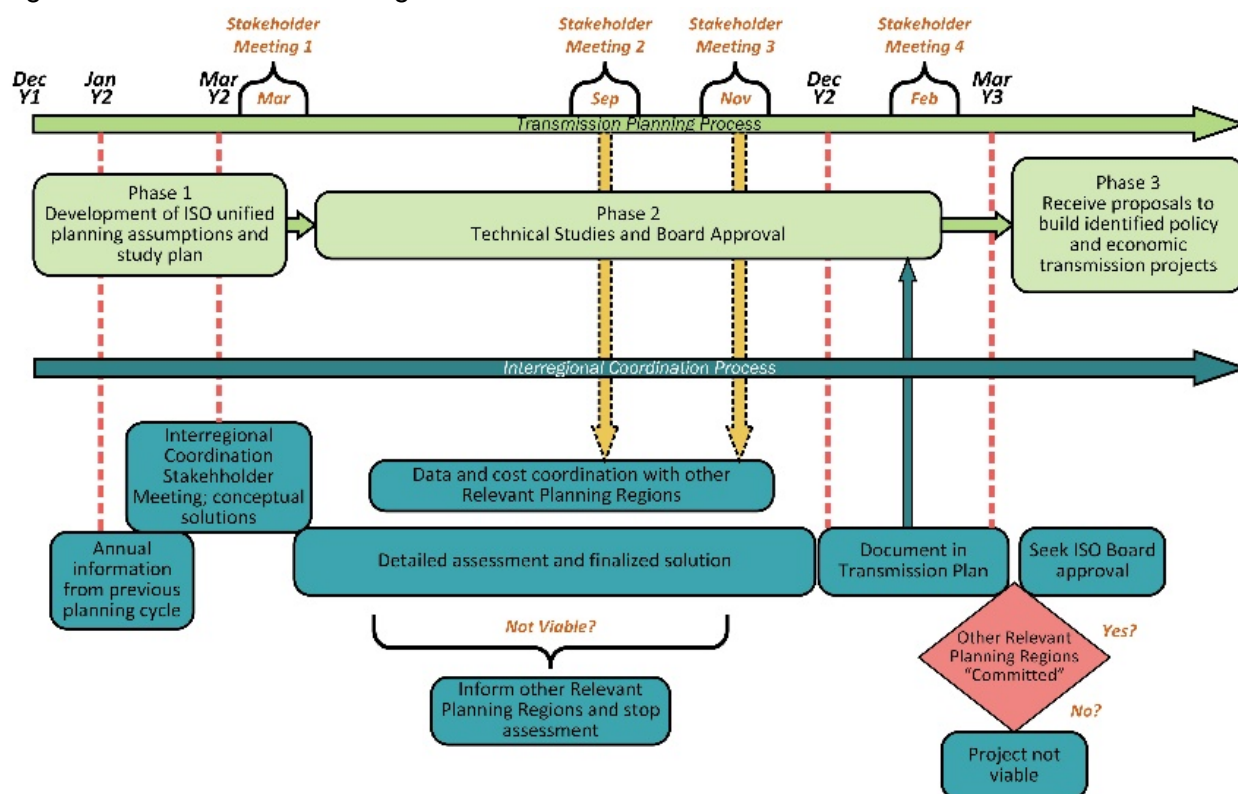 Stakeholder
Meeting 1
Stakeholder
Meeting 2
Stakeholder
Meeting 3
Stakeholder
Meeting 4
Dec
Y1
Jan
Y2
Mar
Y2
Mar
Sep
Nov
Dec
Y2
Feb
Mar
Y3
Transmission Planning Process
Phase 1
Development of ISO unified
planning assumptions and
study plan
Phase 2
Technical Studies and Board Approval
Phase 3
Receive proposals to
build identified policy
and economic
transmission projects
Interregional Coordination Process
Interregional
Coordination
Stakehholder
Meeting; conceptual
solutions
Data and cost coordination with other
Relevant Planning Regions
Annual
information
from previous
planning cycle
Detailed assessment and finalized solution
Document in
Transmission Plan
Seek ISO Board
approval
Not Viable?
Inform other Relevant
Planning Regions and stop
assessment
Other Relevant
Planning Regions
“Committed”
Yes?
No?
Project not
viable